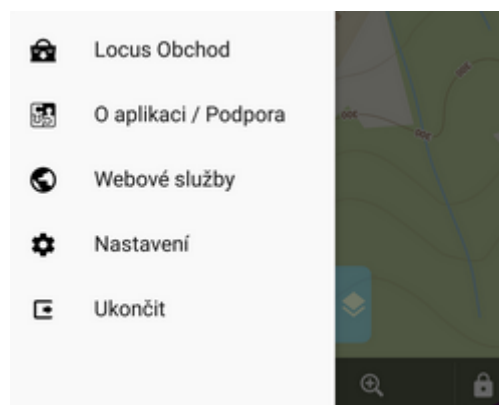 Locus Obchod
O aplikaci / Podpora
Webové služby
Nastavení
Ukončit